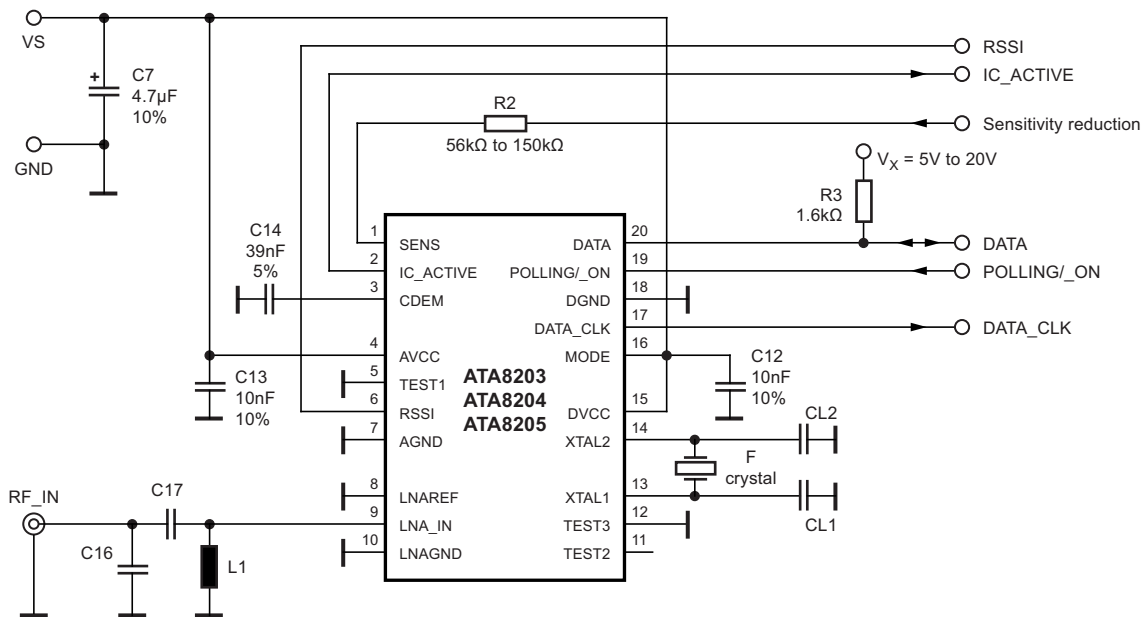 VS
C7
4.7µF
10%
+
GND
RSSI
IC_ACTIVE
R2
56kΩ to 150kΩ
Sensitivity reduction
V_X = 5V to 20V
R3
1.6kΩ
C14
39nF
5%
1
SENS
DATA
20
DATA
2
IC_ACTIVE
POLLING/_ON
19
POLLING/_ON
3
CDEM
DGND
18
DATA_CLK
17
DATA_CLK
4
AVCC
MODE
16
C13
10nF
10%
5
TEST1
ATA8203
ATA8204
ATA8205
C12
10nF
10%
6
RSSI
DVCC
15
7
AGND
XTAL2
14
CL2
F
crystal
8
LNAREF
XTAL1
13
CL1
RF_IN
C17
9
LNA_IN
TEST3
12
C16
L1
10
LNAGND
TEST2
11